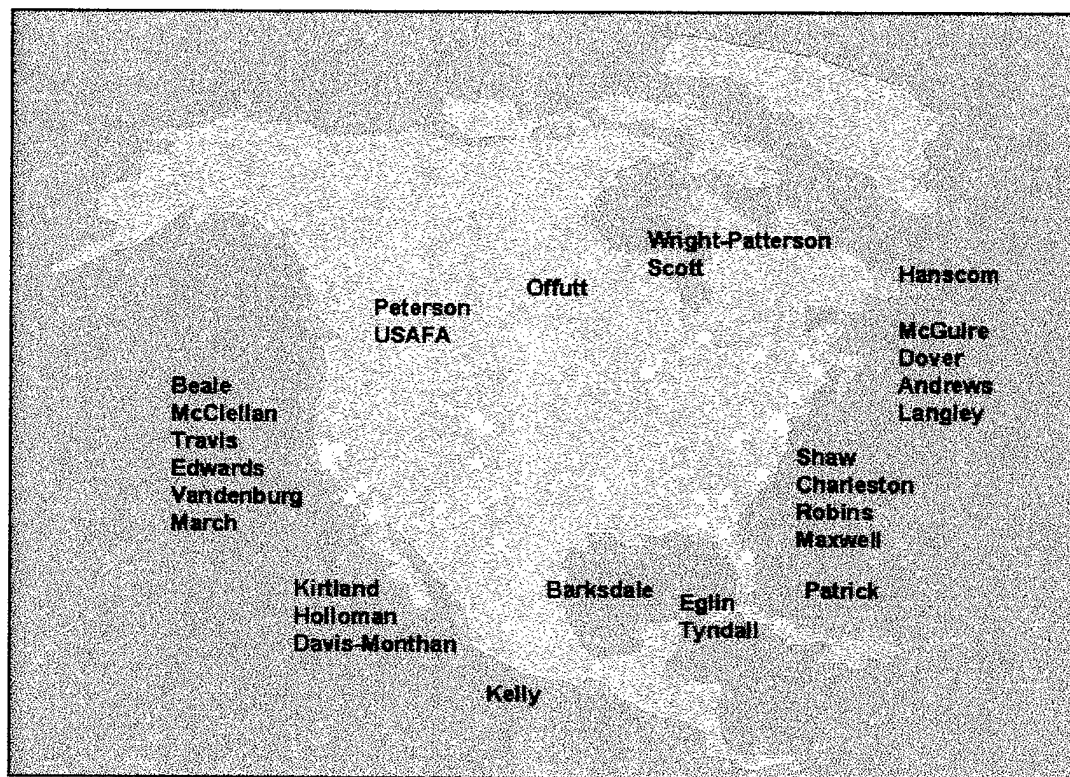 Wright-Patterson
Scott
Hanscom
Offutt
Peterson
USAFA
McGuire
Dover
Andrews
Langley
Beale
McClellan
Travis
Edwards
Vandenburg
March
Shaw
Charleston
Robins
Maxwell
Kirtland
Holloman
Davis-Monthan
Barksdale
Eglin
Tyndall
Patrick
Kelly